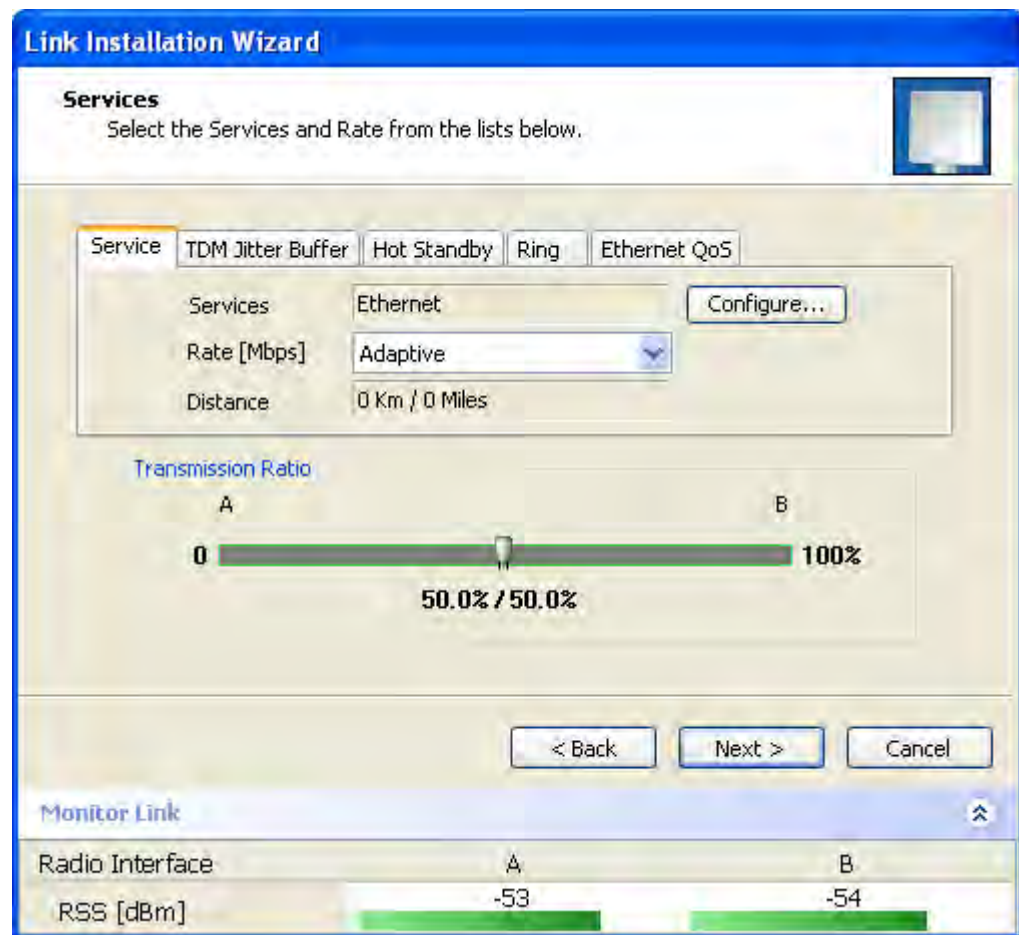 Link Installation Wizard
Services
Select the Services and Rate from the lists below.
Service TDM Jitter Buffer Hot Standby Ring Ethernet QoS
Services Ethernet Configure...
Rate [Mbps] Adaptive
Distance 0 Km / 0 Miles
Transmission Ratio
A B
0 100%
50.0% / 50.0%
< Back Next > Cancel
Monitor Link
Radio Interface A B
RSS [dBm] -53 -54